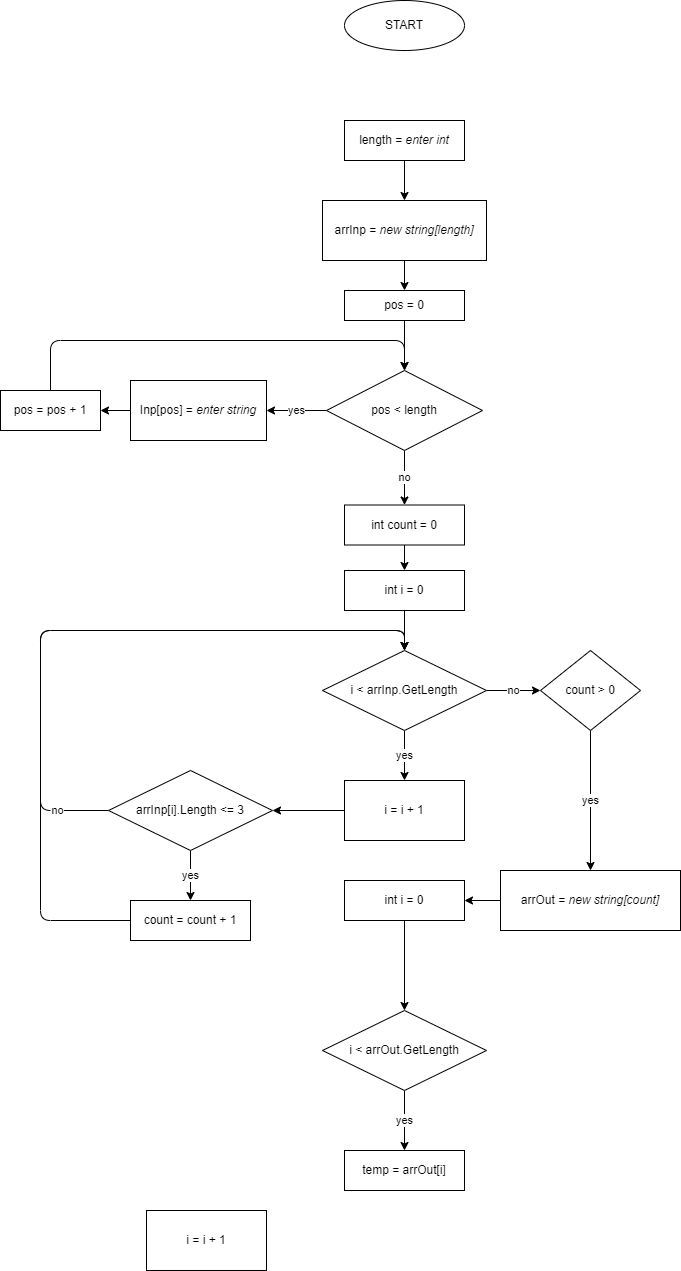 START
length = enter int
arrInp = new string[length]
pos = 0
pos = pos + 1
Inp[pos] = enter string
yes
pos < length
no
int count = 0
int i = 0
i < arrInp.GetLength
no
count > 0
yes
yes
no
arrInp[i].Length <= 3
i = i + 1
yes
int i = 0
arrOut = new string[count]
count = count + 1
i < arrOut.GetLength
yes
temp = arrOut[i]
i = i + 1